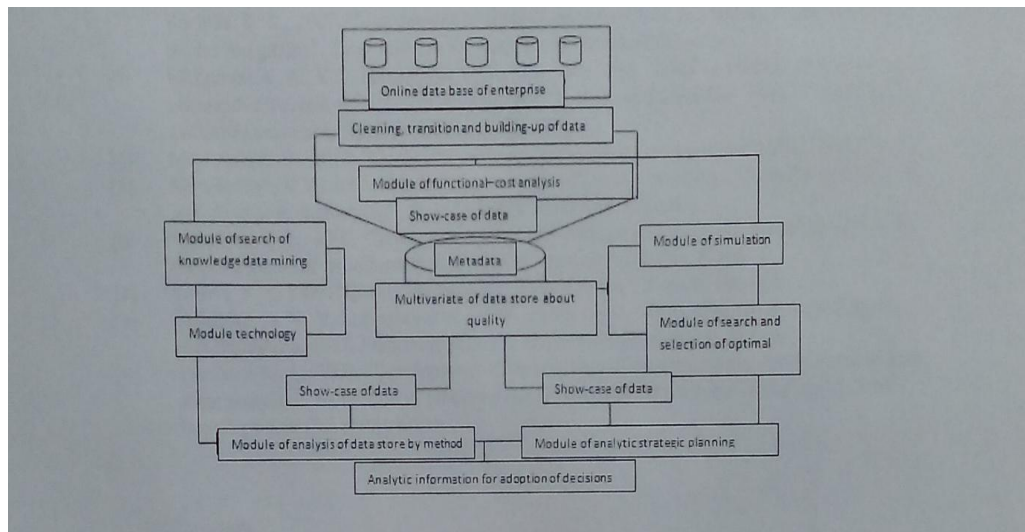 Online data base of enterprise
Cleaning, transition and building-up of data
Module of functional-cost analysis
Show-case of data
Module of search of
knowledge data mining
Module of simulation
Metadata
Multivariate of data store about
quality
Module technology
Module of search and
selection of optimal
Show-case of data
Show-case of data
Module of analysis of data store by method
Module of analytic strategic planning
Analytic information for adoption of decisions